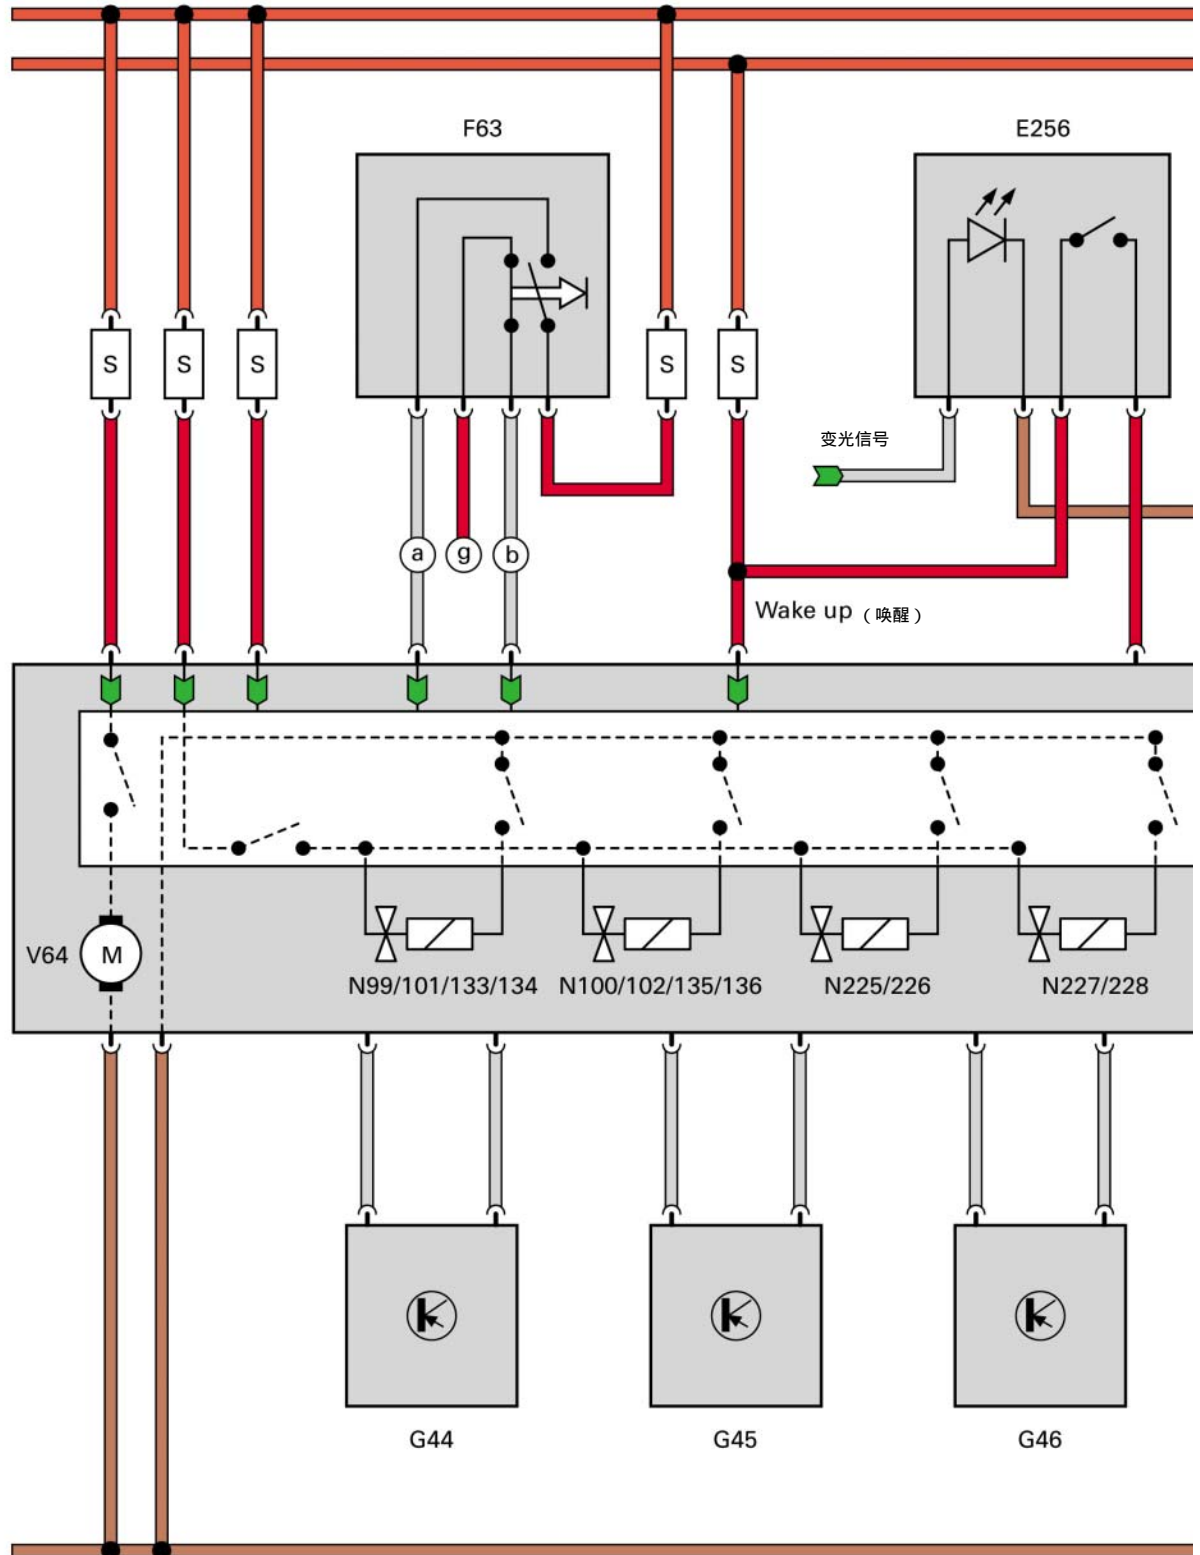 F63
E256
S
S
S
S
S
变光信号
a
g
b
Wake up（唤醒）
V64
M
N99/101/133/134
N100/102/135/136
N225/226
N227/228
G44
G45
G46